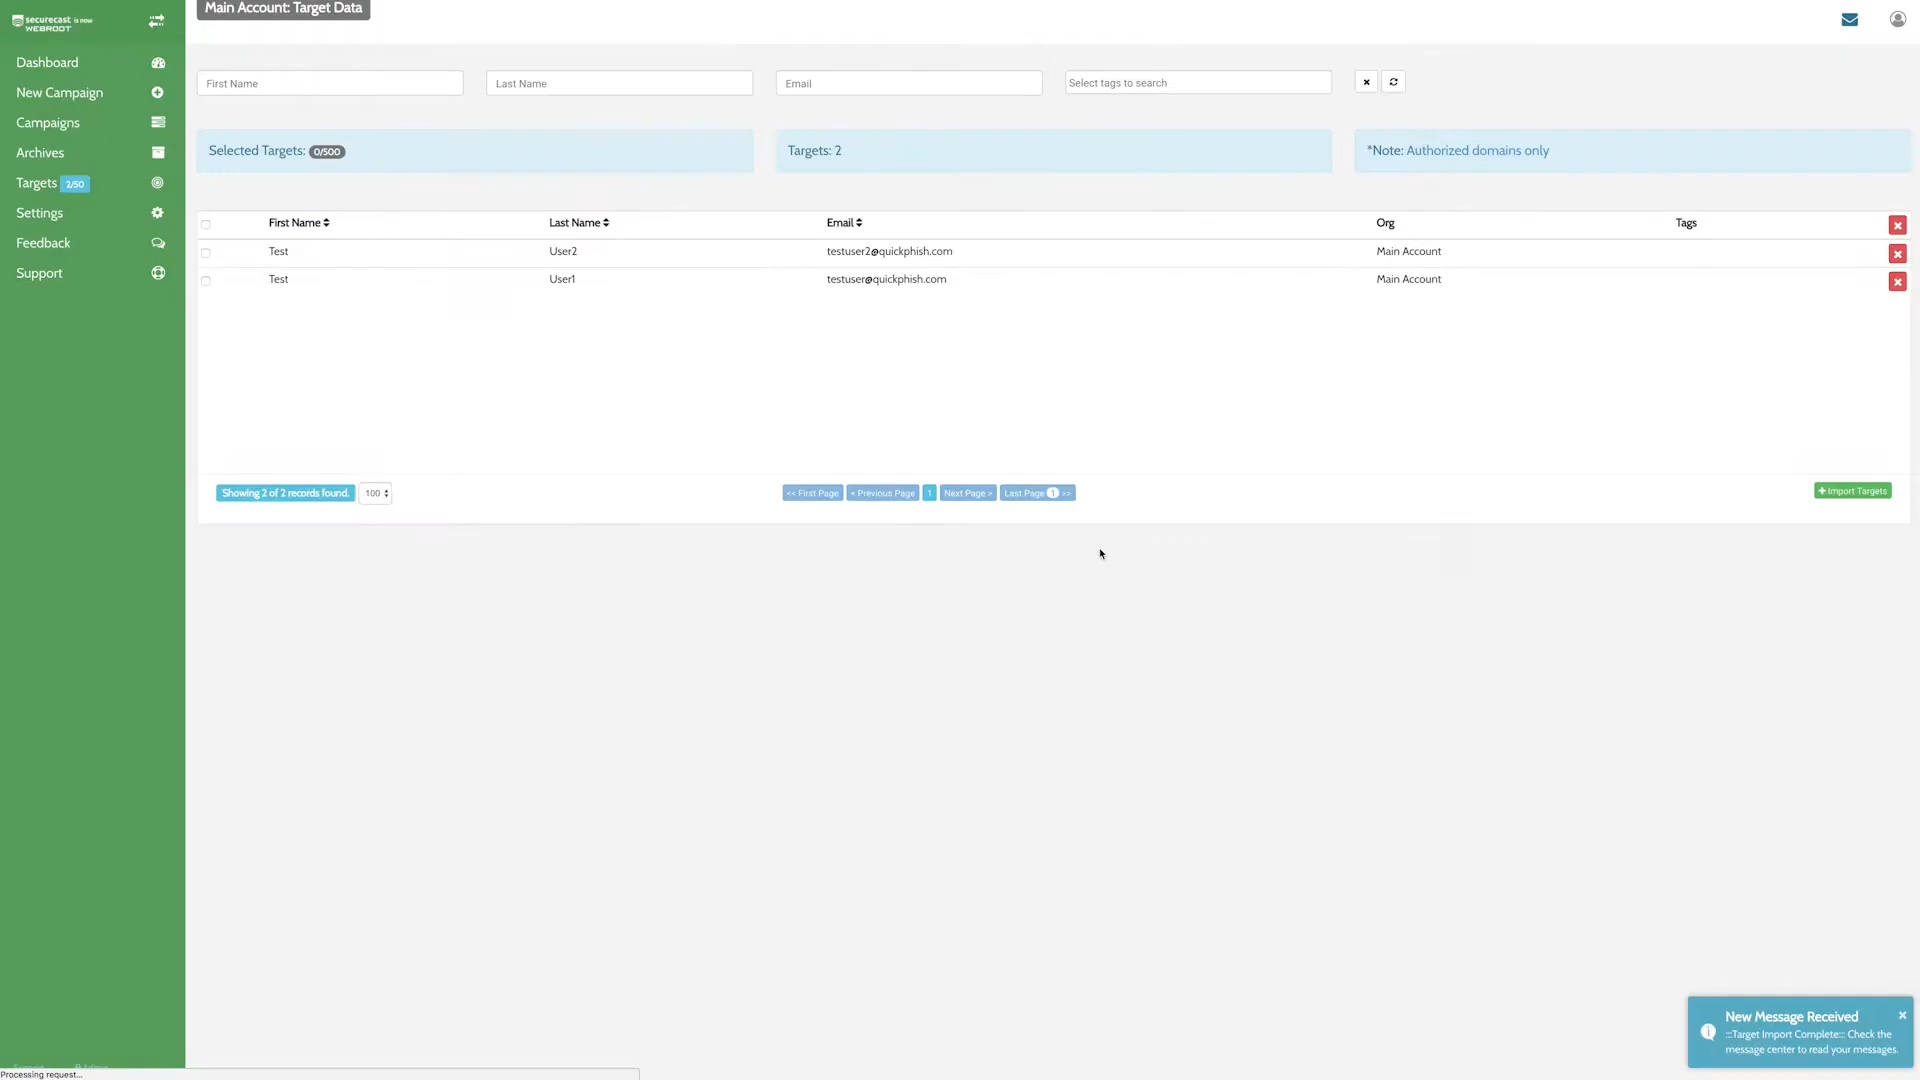 securecast is now
WEBROOT
Main Account: Target Data
Dashboard
New Campaign
Campaigns
Archives
Targets 2/50
Settings
Feedback
Support
First Name
Last Name
Email
Select tags to search
Selected Targets: 0/500
Targets: 2
*Note: Authorized domains only
First Name Last Name Email Org Tags
Test User2 testuser2@quickphish.com Main Account
Test User1 testuser@quickphish.com Main Account
Showing 2 of 2 records found. 100
<< First Page < Previous Page 1 Next Page > Last Page 1 >>
+ Import Targets
New Message Received ×
:::Target Import Complete::: Check the
message center to read your messages.
Processing request...